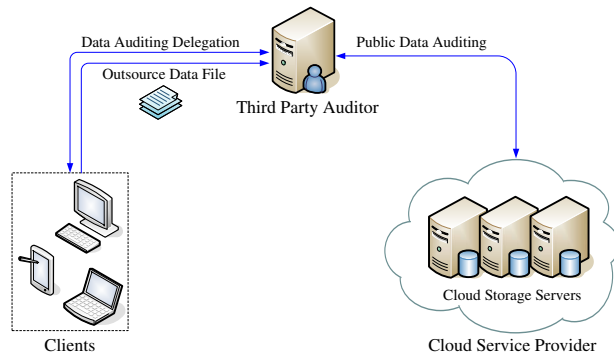 Data Auditing Delegation
Public Data Auditing
Outsource Data File
Third Party Auditor
Cloud Storage Servers
Clients
Cloud Service Provider